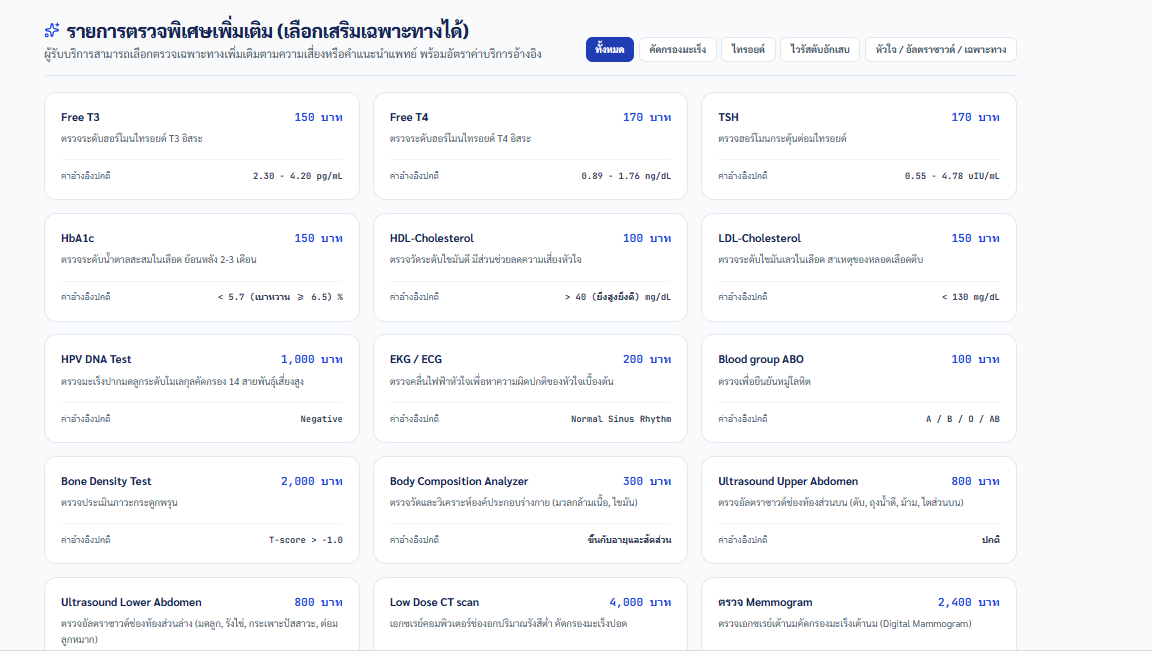 รายการตรวจพิเศษเพิ่มเติม (เลือกเสริมเฉพาะทางได้)
ผู้รับบริการสามารถเลือกตรวจเฉพาะทางเพิ่มเติมตามความเสี่ยงหรือคำแนะนำแพทย์ พร้อมอัตราค่าบริการอ้างอิง
ทั้งหมด คัดกรองมะเร็ง ไทรอยด์ ไวรัสตับอักเสบ หัวใจ / อัลตราซาวด์ / เฉพาะทาง
Free T3 150 บาท
ตรวจระดับฮอร์โมนไทรอยด์ T3 อิสระ
ค่าอ้างอิงปกติ 2.30 - 4.20 pg/mL
Free T4 170 บาท
ตรวจระดับฮอร์โมนไทรอยด์ T4 อิสระ
ค่าอ้างอิงปกติ 0.89 - 1.76 ng/dL
TSH 170 บาท
ตรวจฮอร์โมนกระตุ้นต่อมไทรอยด์
ค่าอ้างอิงปกติ 0.55 - 4.78 uIU/mL
HbA1c 150 บาท
ตรวจระดับน้ำตาลสะสมในเลือด ย้อนหลัง 2-3 เดือน
ค่าอ้างอิงปกติ < 5.7 (เบาหวาน ≥ 6.5) %
HDL-Cholesterol 100 บาท
ตรวจวัดระดับไขมันดี มีส่วนช่วยลดความเสี่ยงหัวใจ
ค่าอ้างอิงปกติ > 40 (ยิ่งสูงยิ่งดี) mg/dL
LDL-Cholesterol 150 บาท
ตรวจระดับไขมันเลวในเลือด สาเหตุของหลอดเลือดตีบ
ค่าอ้างอิงปกติ < 130 mg/dL
HPV DNA Test 1,000 บาท
ตรวจมะเร็งปากมดลูกระดับโมเลกุลคัดกรอง 14 สายพันธุ์เสี่ยงสูง
ค่าอ้างอิงปกติ Negative
EKG / ECG 200 บาท
ตรวจคลื่นไฟฟ้าหัวใจเพื่อหาความผิดปกติของหัวใจเบื้องต้น
ค่าอ้างอิงปกติ Normal Sinus Rhythm
Blood group ABO 100 บาท
ตรวจเพื่อยืนยันหมู่โลหิต
ค่าอ้างอิงปกติ A / B / O / AB
Bone Density Test 2,000 บาท
ตรวจประเมินภาวะกระดูกพรุน
ค่าอ้างอิงปกติ T-score > -1.0
Body Composition Analyzer 300 บาท
ตรวจวัดและวิเคราะห์องค์ประกอบร่างกาย (มวลกล้ามเนื้อ, ไขมัน)
ค่าอ้างอิงปกติ ขึ้นกับอายุและสัดส่วน
Ultrasound Upper Abdomen 800 บาท
ตรวจอัลตราซาวด์ช่องท้องส่วนบน (ตับ, ถุงน้ำดี, ม้าม, ไตส่วนบน)
ค่าอ้างอิงปกติ ปกติ
Ultrasound Lower Abdomen 800 บาท
ตรวจอัลตราซาวด์ช่องท้องส่วนล่าง (มดลูก, รังไข่, กระเพาะปัสสาวะ, ต่อม
ลูกหมาก)
Low Dose CT scan 4,000 บาท
เอกซเรย์คอมพิวเตอร์ช่องอกปริมาณรังสีต่ำ คัดกรองมะเร็งปอด
ตรวจ Memmogram 2,400 บาท
ตรวจเอกซเรย์เต้านมคัดกรองมะเร็งเต้านม (Digital Mammogram)